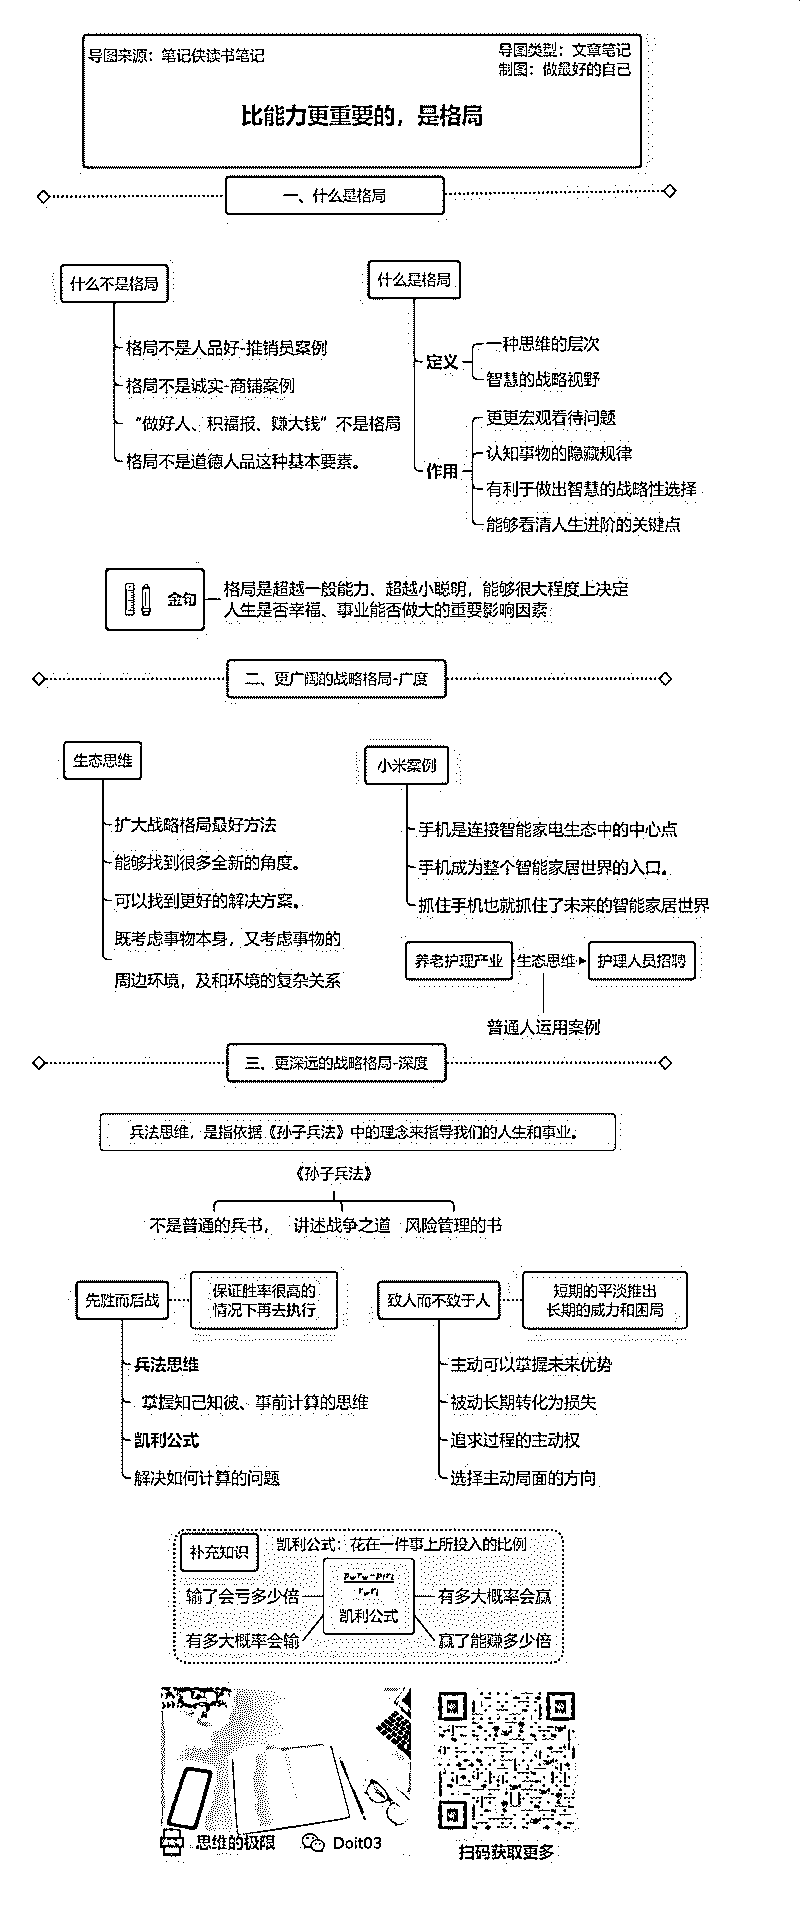 导图来源：笔记侠读书笔记
导图类型：文章笔记
制图：做最好的自己
比能力更重要的，是格局
一、什么是格局
什么不是格局
格局不是人品好-推销员案例
格局不是诚实-商铺案例
“做好人、积福报、赚大钱”不是格局
格局不是道德人品这种基本要素。
什么是格局
定义
一种思维的层次
智慧的战略视野
作用
更更宏观看待问题
认知事物的隐藏规律
有利于做出智慧的战略性选择
能够看清人生进阶的关键点
金句
格局是超越一般能力、超越小聪明，能够很大程度上决定
人生是否幸福、事业能否做大的重要影响因素
二、更广阔的战略格局-广度
生态思维
扩大战略格局最好方法
能够找到很多全新的角度。
可以找到更好的解决方案。
既考虑事物本身，又考虑事物的
周边环境，及和环境的复杂关系
小米案例
手机是连接智能家电生态中的中心点
手机成为整个智能家居世界的入口。
抓住手机也就抓住了未来的智能家居世界
养老护理产业 生态思维 护理人员招聘
普通人运用案例
三、更深远的战略格局-深度
兵法思维，是指依据《孙子兵法》中的理念来指导我们的人生和事业。
《孙子兵法》
不是普通的兵书， 讲述战争之道 风险管理的书
先胜而后战
保证胜率很高的
情况下再去执行
兵法思维
掌握知己知彼、事前计算的思维
凯利公式
解决如何计算的问题
致人而不致于人
短期的平淡推出
长期的威力和困局
主动可以掌握未来优势
被动长期转化为损失
追求过程的主动权
选择主动局面的方向
补充知识
凯利公式：花在一件事上所投入的比例
输了会亏多少倍
有多大概率会输
凯利公式
有多大概率会赢
赢了能赚多少倍
思维的极限
Doit03
扫码获取更多